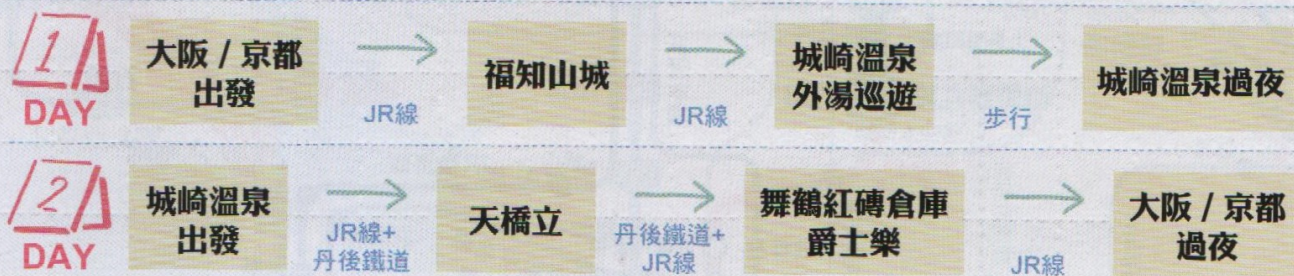 1
DAY
大阪 / 京都
出發
JR線
福知山城
JR線
城崎溫泉
外湯巡遊
步行
城崎溫泉過夜
2
DAY
城崎溫泉
出發
JR線+
丹後鐵道
天橋立
丹後鐵道+
JR線
舞鶴紅磚倉庫
爵士樂
JR線
大阪 / 京都
過夜